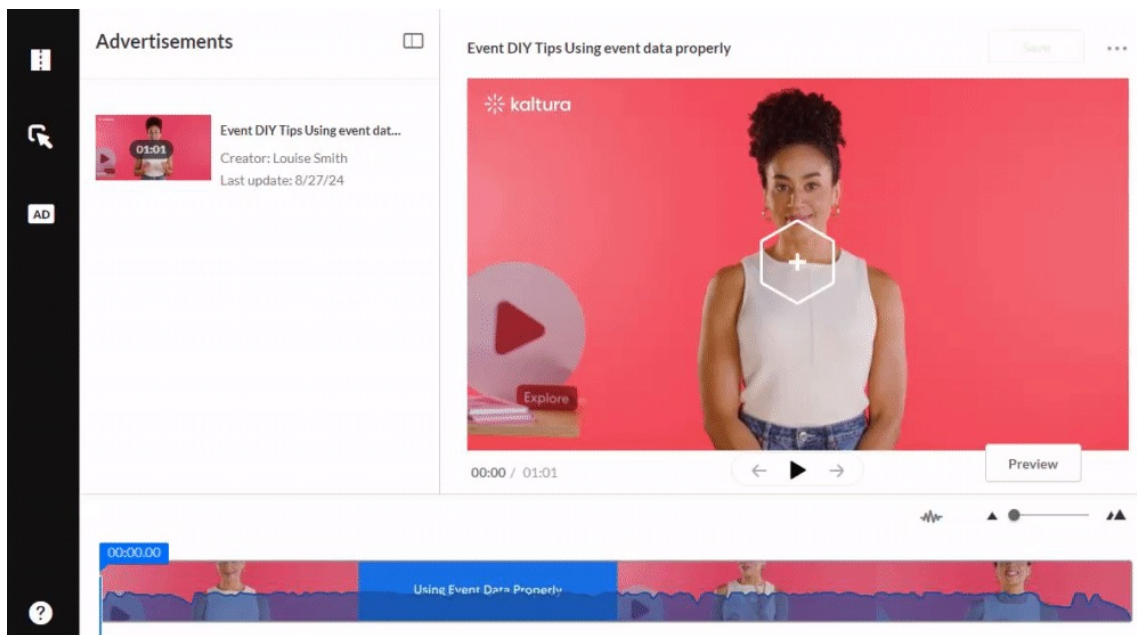 Advertisements
Event DIY Tips Using event data properly
Save
kaltura
01:01
Event DIY Tips Using event dat...
Creator: Louise Smith
Last update: 8/27/24
AD
Explore
00:00 / 01:01
Preview
00:00.00
Using Event Data Properly
?